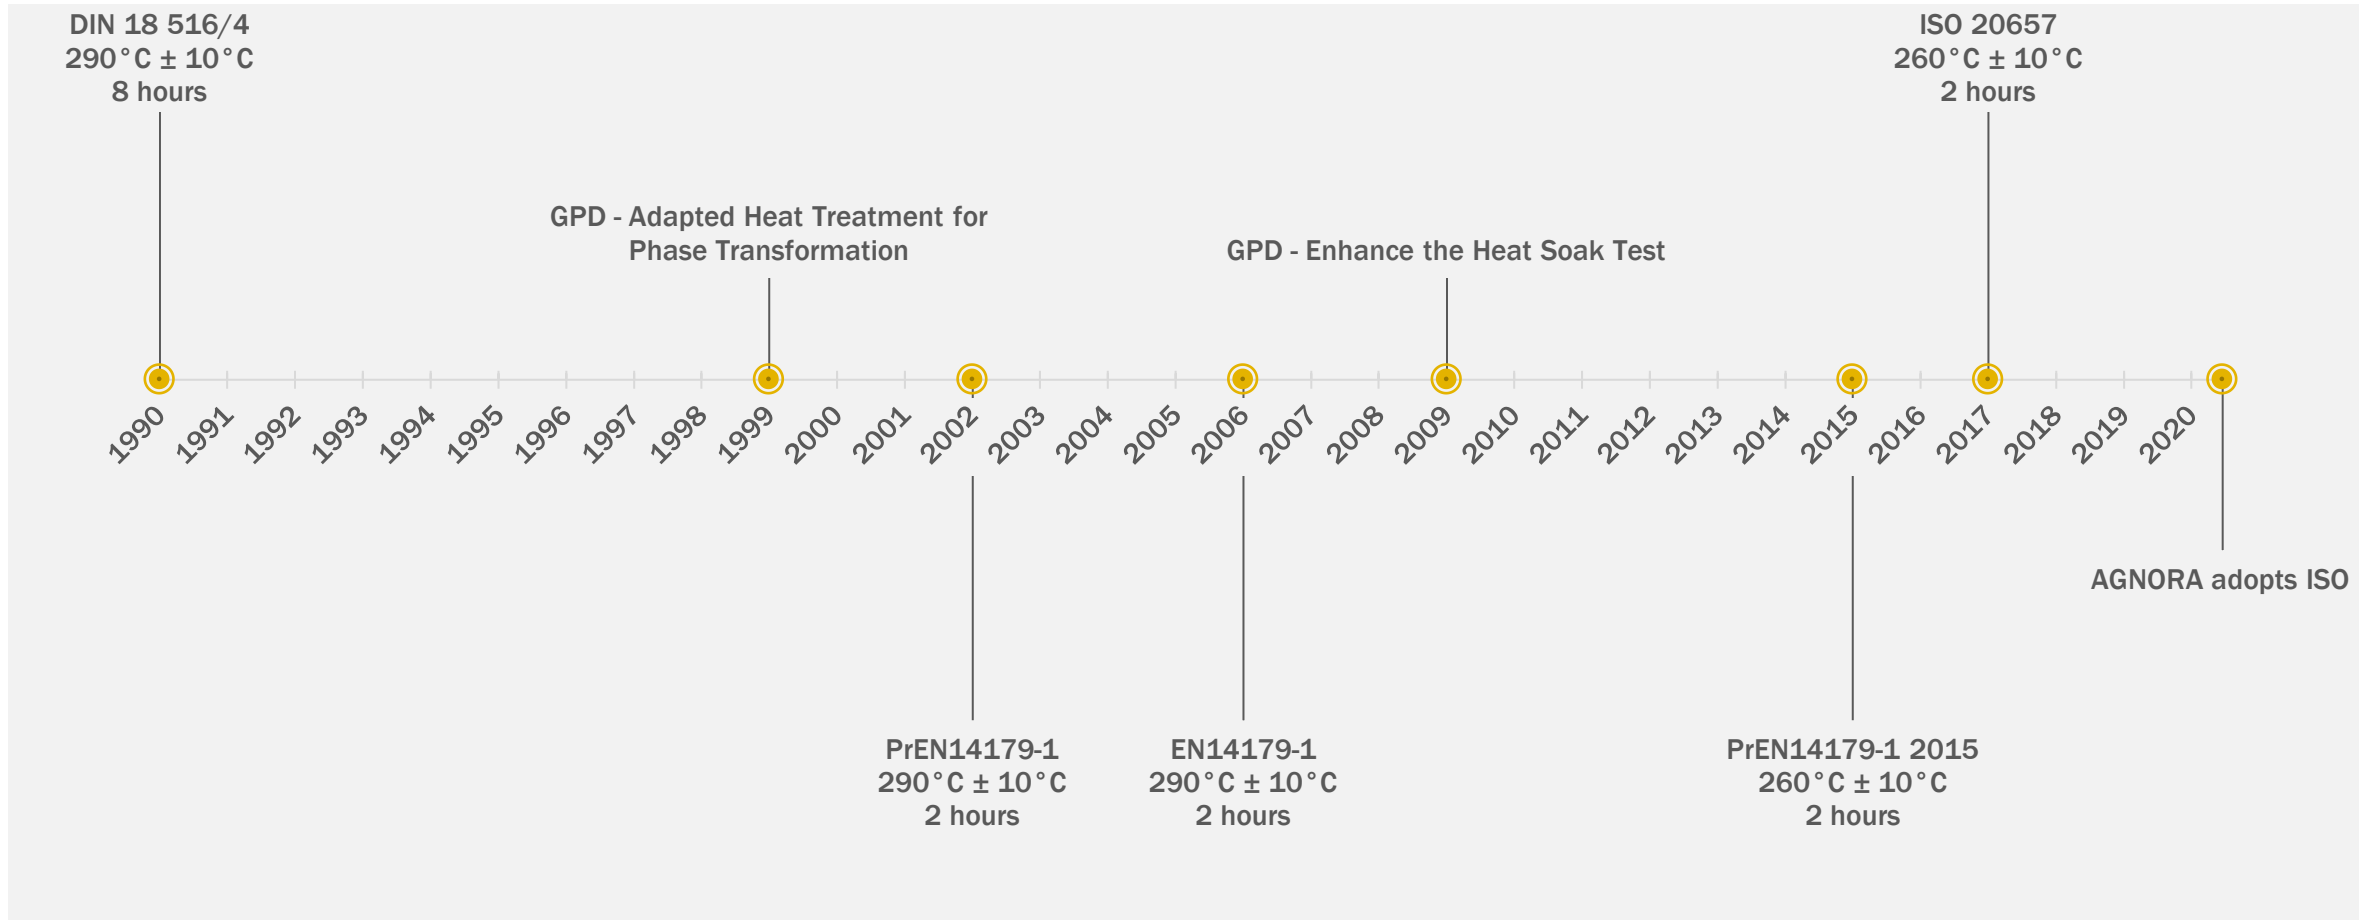 DIN 18 516/4
290°C ± 10°C
8 hours
ISO 20657
260°C ± 10°C
2 hours
GPD - Adapted Heat Treatment for
Phase Transformation
GPD - Enhance the Heat Soak Test
1990
1991
1992
1993
1994
1995
1996
1997
1998
1999
2000
2001
2002
2003
2004
2005
2006
2007
2008
2009
2010
2011
2012
2013
2014
2015
2016
2017
2018
2019
2020
AGNORA adopts ISO
PrEN14179-1
290°C ± 10°C
2 hours
EN14179-1
290°C ± 10°C
2 hours
PrEN14179-1 2015
260°C ± 10°C
2 hours